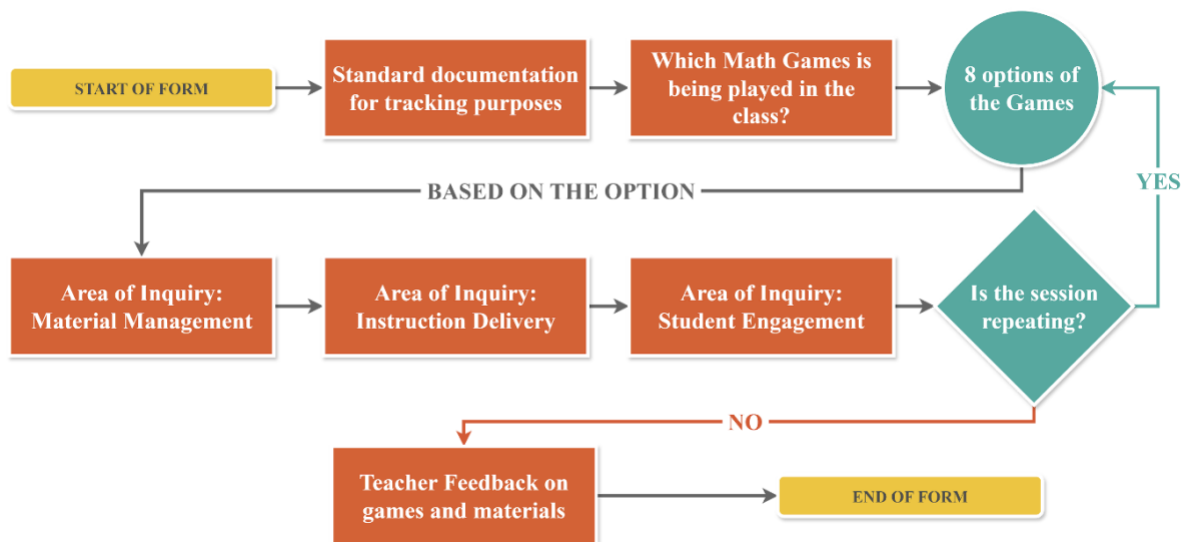 START OF FORM
Standard documentation
for tracking purposes
Which Math Games is
being played in the
class?
8 options of
the Games
BASED ON THE OPTION
YES
Area of Inquiry:
Material Management
Area of Inquiry:
Instruction Delivery
Area of Inquiry:
Student Engagement
Is the session
repeating?
NO
Teacher Feedback on
games and materials
END OF FORM